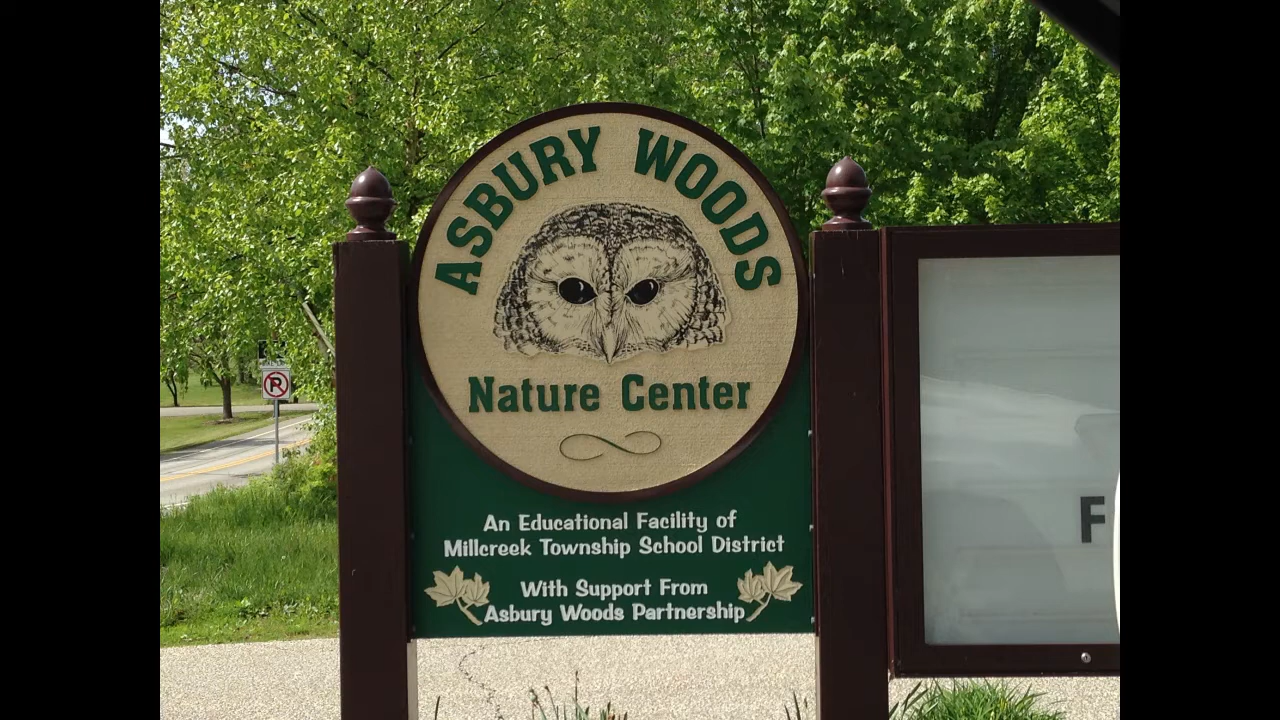 ASBURY WOODS
Nature Center
An Educational Facility of
Millcreek Township School District
With Support From
Asbury Woods Partnership
P
F